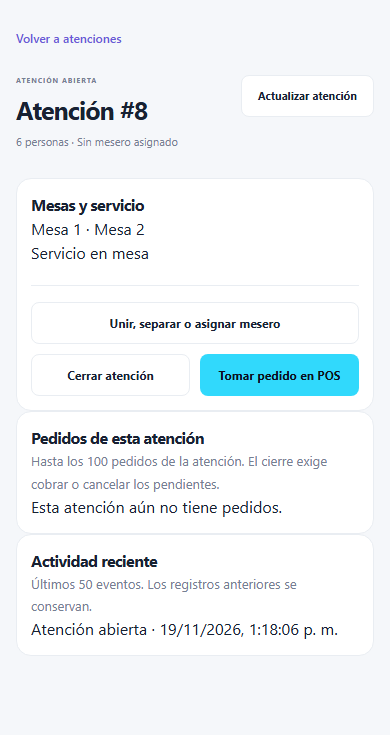 Volver a atenciones
ATENCIÓN ABIERTA
Atención #8
Actualizar atención
6 personas · Sin mesero asignado
Mesas y servicio
Mesa 1 · Mesa 2
Servicio en mesa
Unir, separar o asignar mesero
Cerrar atención
Tomar pedido en POS
Pedidos de esta atención
Hasta los 100 pedidos de la atención. El cierre exige
cobrar o cancelar los pendientes.
Esta atención aún no tiene pedidos.
Actividad reciente
Últimos 50 eventos. Los registros anteriores se
conservan.
Atención abierta · 19/11/2026, 1:18:06 p. m.